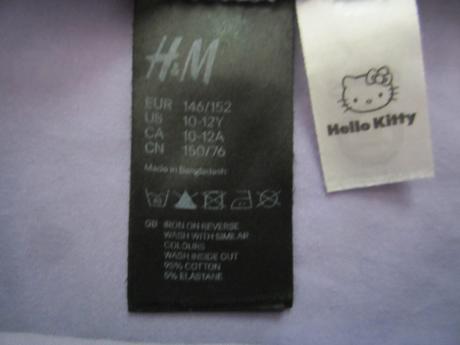 H&M
EUR 146/152
US 10-12Y
CA 10-12A
CN 150/76
Made in Bangladesh
GB IRON ON REVERSE
WASH WITH SIMILAR
COLOURS
WASH INSIDE OUT
95% COTTON
5% ELASTANE
Hello Kitty